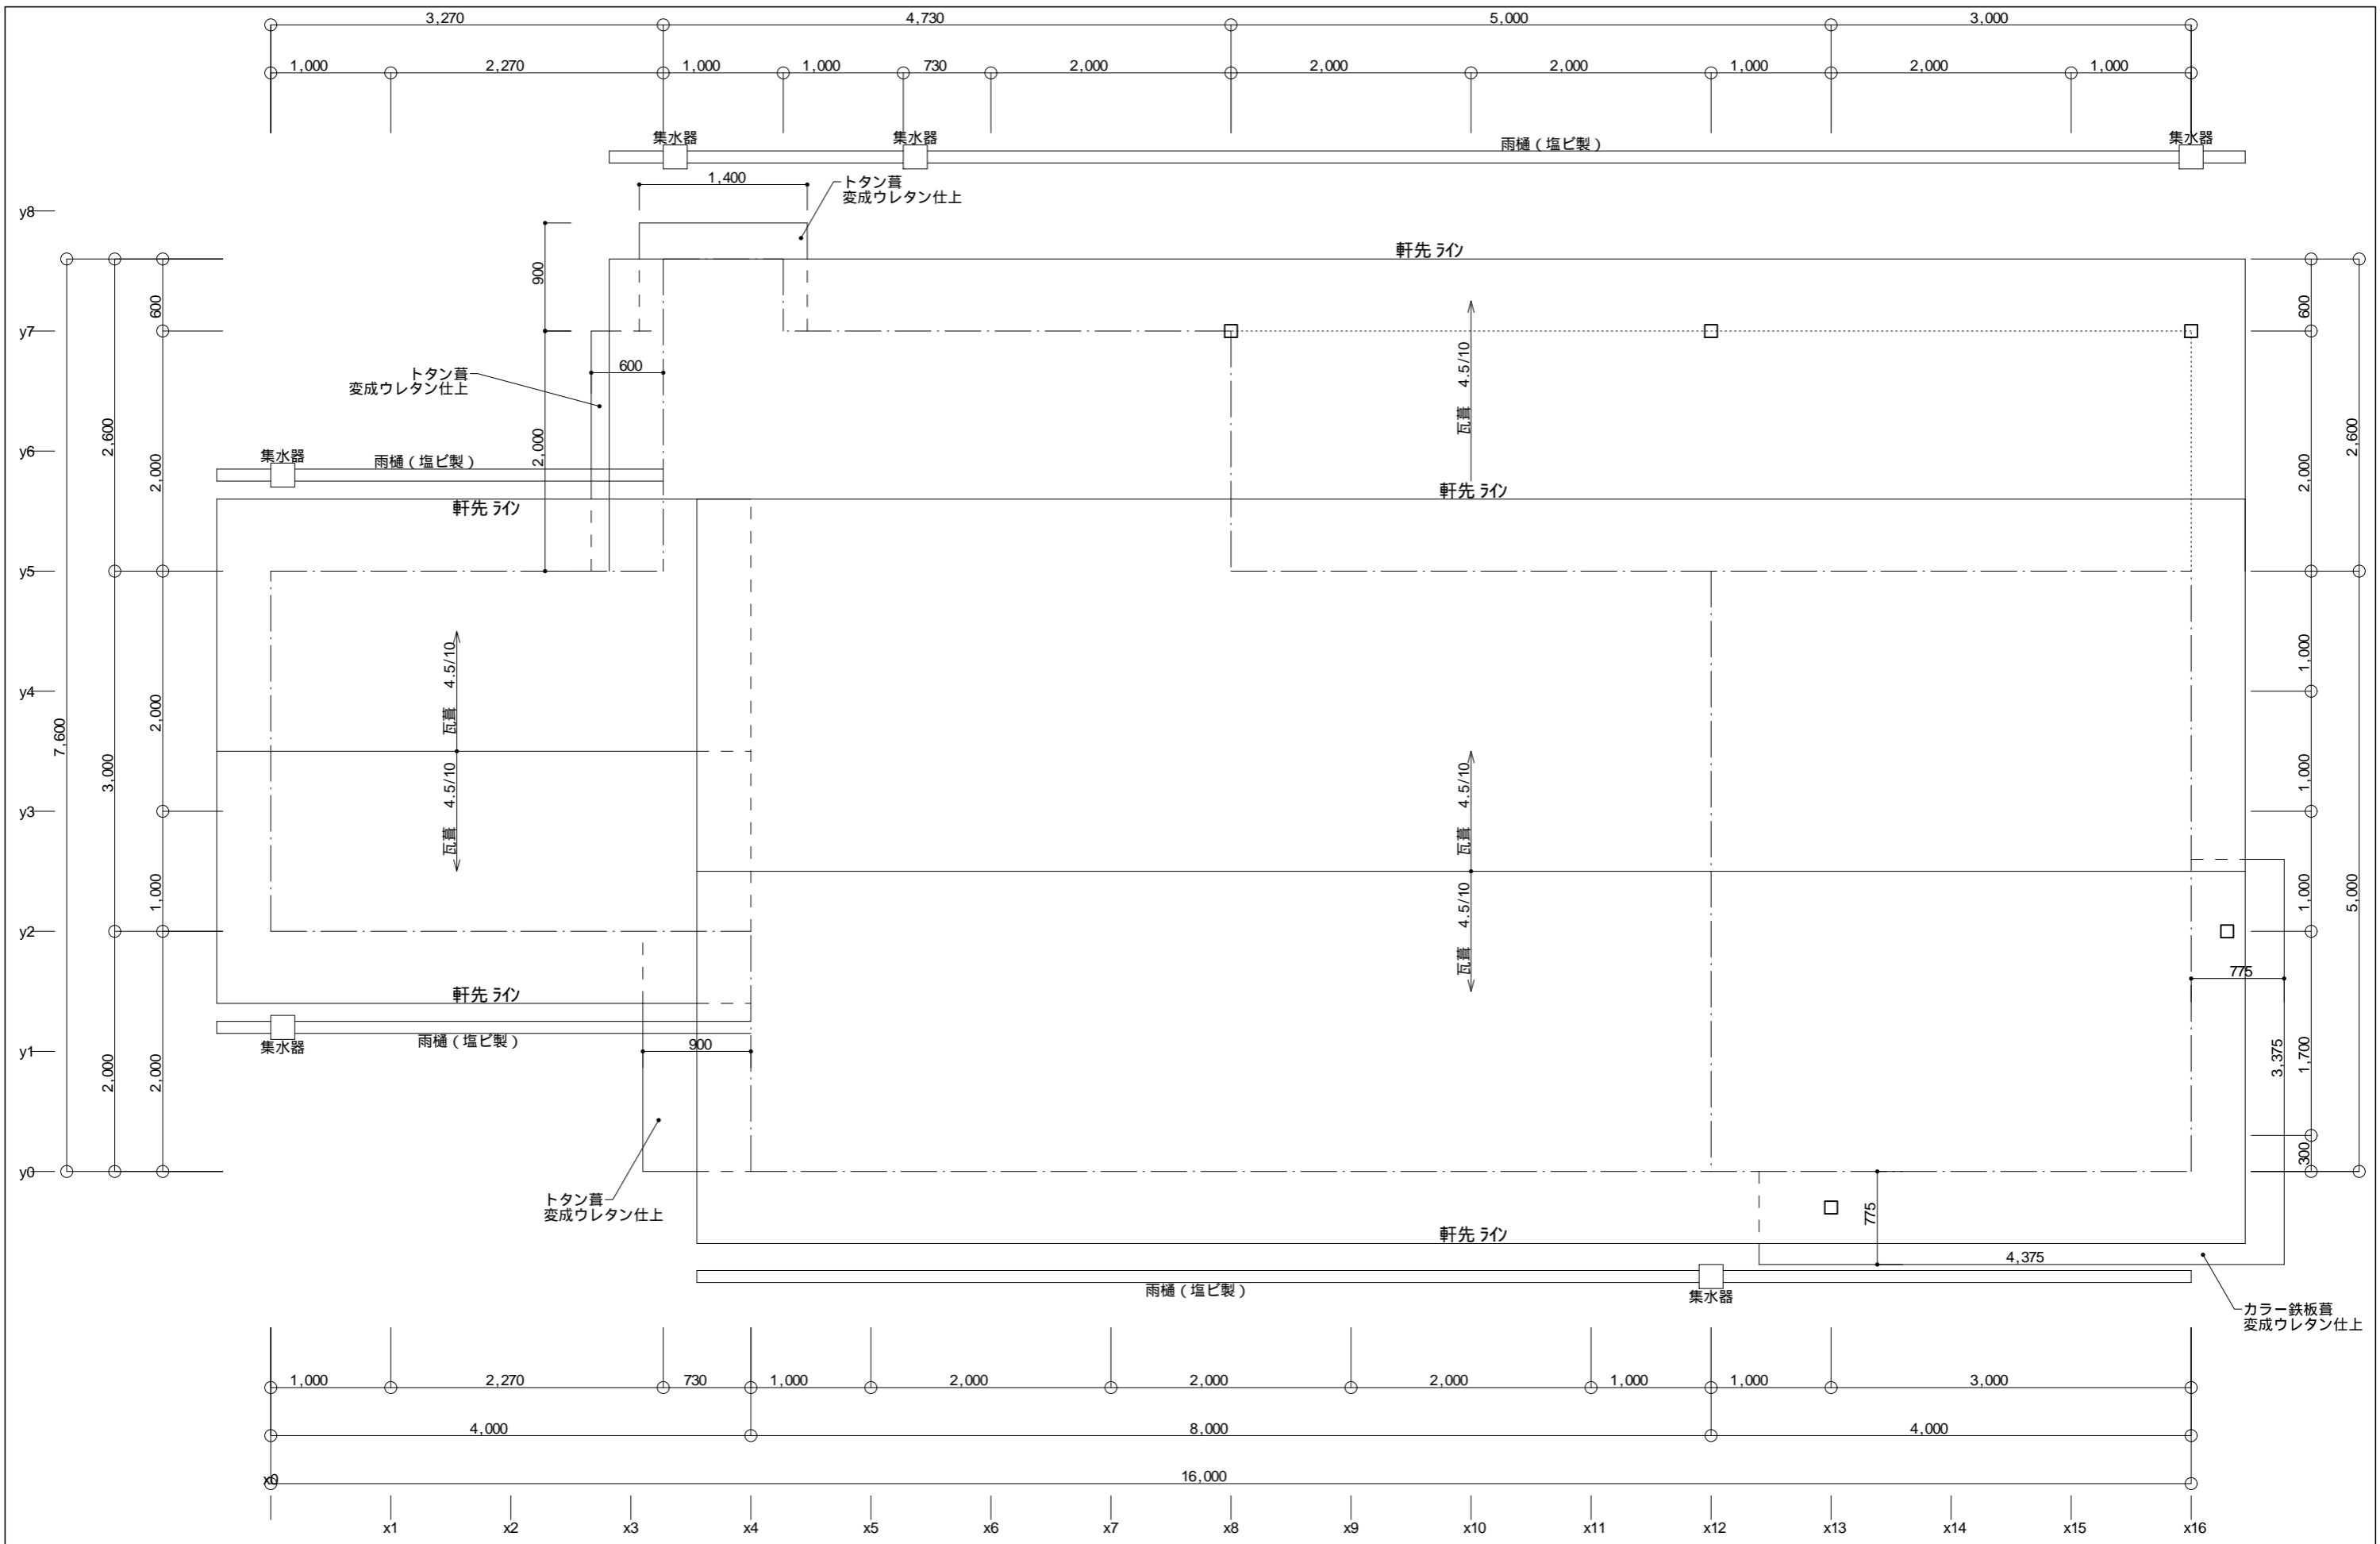 3,270
4,730
5,000
3,000
1,000
2,270
1,000
1,000
730
2,000
2,000
2,000
1,000
2,000
1,000
集水器
集水器
雨樋（塩ビ製）
集水器
1,400
トタン葺
変成ウレタン仕上
y8
軒先ライン
900
600
600
y7
トタン葺
変成ウレタン仕上
600
瓦葺 4.5/10
2,600
2,000
2,000
2,000
2,600
y6
集水器
雨樋（塩ビ製）
軒先ライン
軒先ライン
y5
瓦葺 4.5/10
1,000
y4
7,600
2,000
3,000
瓦葺 4.5/10
瓦葺 4.5/10
1,000
y3
1,000
瓦葺 4.5/10
1,000
5,000
y2
775
軒先ライン
雨樋（塩ビ製）
集水器
y1
900
2,000
2,000
1,700
3,375
300
y0
トタン葺
変成ウレタン仕上
775
軒先ライン
4,375
雨樋（塩ビ製）
集水器
カラー鉄板葺
変成ウレタン仕上
1,000
2,270
730
1,000
2,000
2,000
2,000
1,000
1,000
3,000
4,000
8,000
4,000
x0
16,000
x1
x2
x3
x4
x5
x6
x7
x8
x9
x10
x11
x12
x13
x14
x15
x16